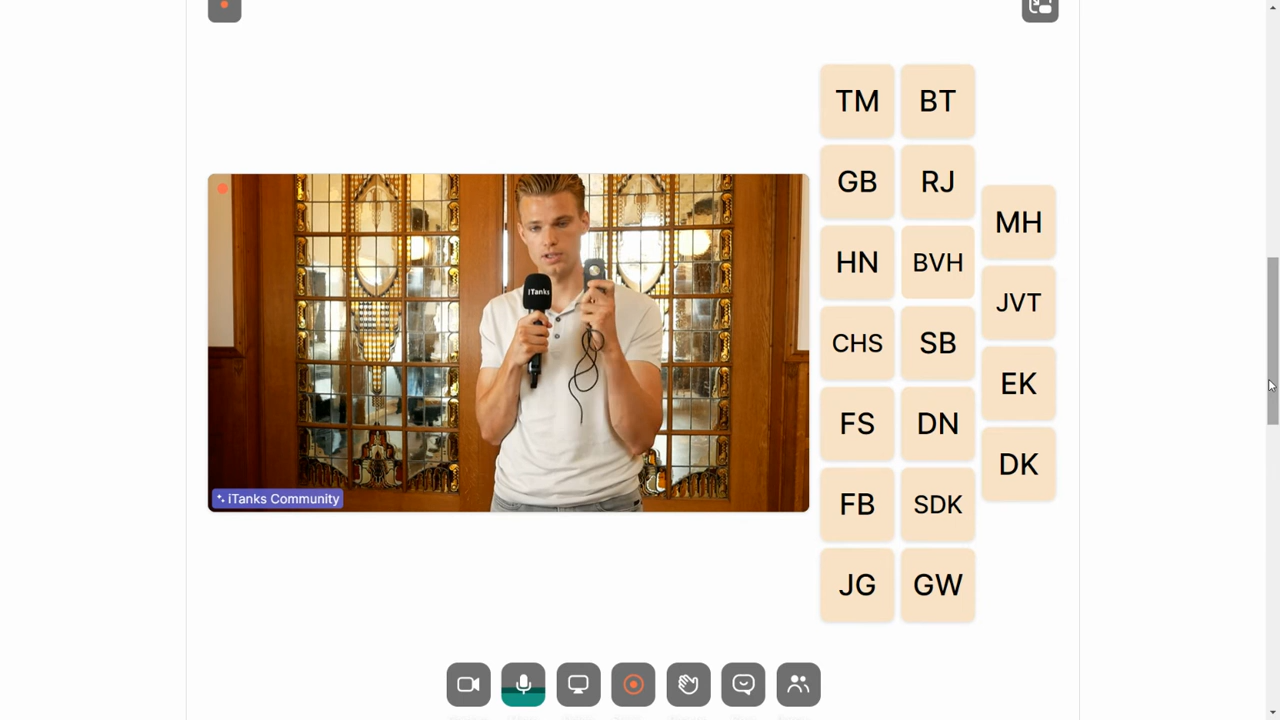 TM BT
GB RJ
MH
HN BVH
JVT
CHS SB
EK
FS DN
DK
FB SDK
JG GW
iTanks
iTanks Community